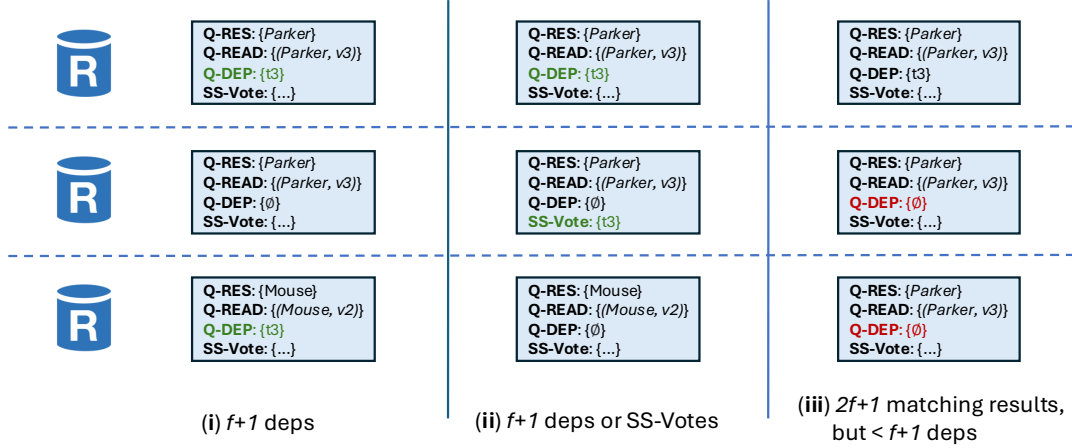 R
Q-RES: {Parker}
Q-READ: {(Parker, v3)}
Q-DEP: {t3}
SS-Vote: {...}
Q-RES: {Parker}
Q-READ: {(Parker, v3)}
Q-DEP: {t3}
SS-Vote: {...}
Q-RES: {Parker}
Q-READ: {(Parker, v3)}
Q-DEP: {t3}
SS-Vote: {...}
R
Q-RES: {Parker}
Q-READ: {(Parker, v3)}
Q-DEP: {∅}
SS-Vote: {...}
Q-RES: {Parker}
Q-READ: {(Parker, v3)}
Q-DEP: {∅}
SS-Vote: {t3}
Q-RES: {Parker}
Q-READ: {(Parker, v3)}
Q-DEP: {∅}
SS-Vote: {...}
R
Q-RES: {Mouse}
Q-READ: {(Mouse, v2)}
Q-DEP: {t3}
SS-Vote: {...}
Q-RES: {Mouse}
Q-READ: {(Mouse, v2)}
Q-DEP: {∅}
SS-Vote: {...}
Q-RES: {Parker}
Q-READ: {(Parker, v3)}
Q-DEP: {∅}
SS-Vote: {...}
(i) f+1 deps
(ii) f+1 deps or SS-Votes
(iii) 2f+1 matching results,
but < f+1 deps